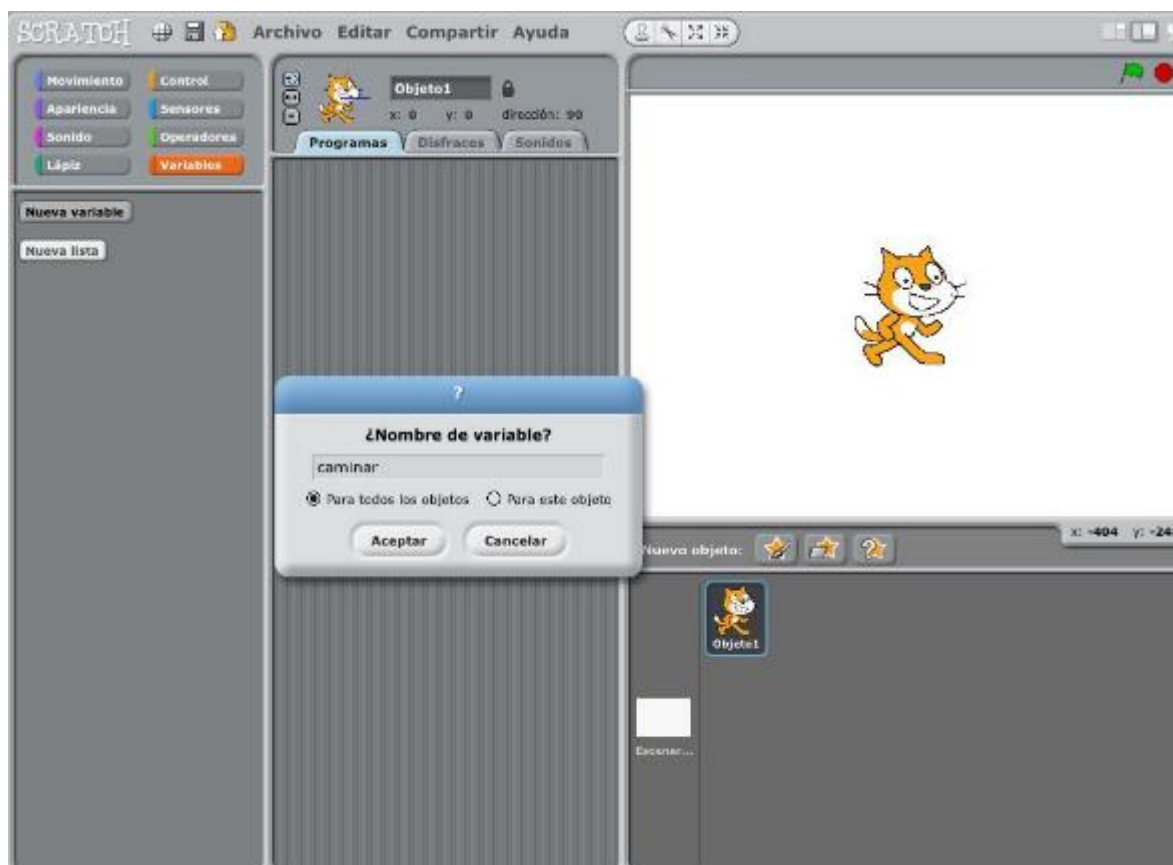 SCRATCH Archivo Editar Compartir Ayuda
Movimiento Control
Apariencia Sensores
Sonido Operadores
Lápiz Variables
Nueva variable
Nueva lista
Objeto1
x: 0 y: 0 dirección: 90
Programas Disfraces Sonidos
?
¿Nombre de variable?
caminar
Para todos los objetos Para este objeto
Aceptar Cancelar
x: -404 y: -24
Nuevo objeto:
Objeto1
Escenar...